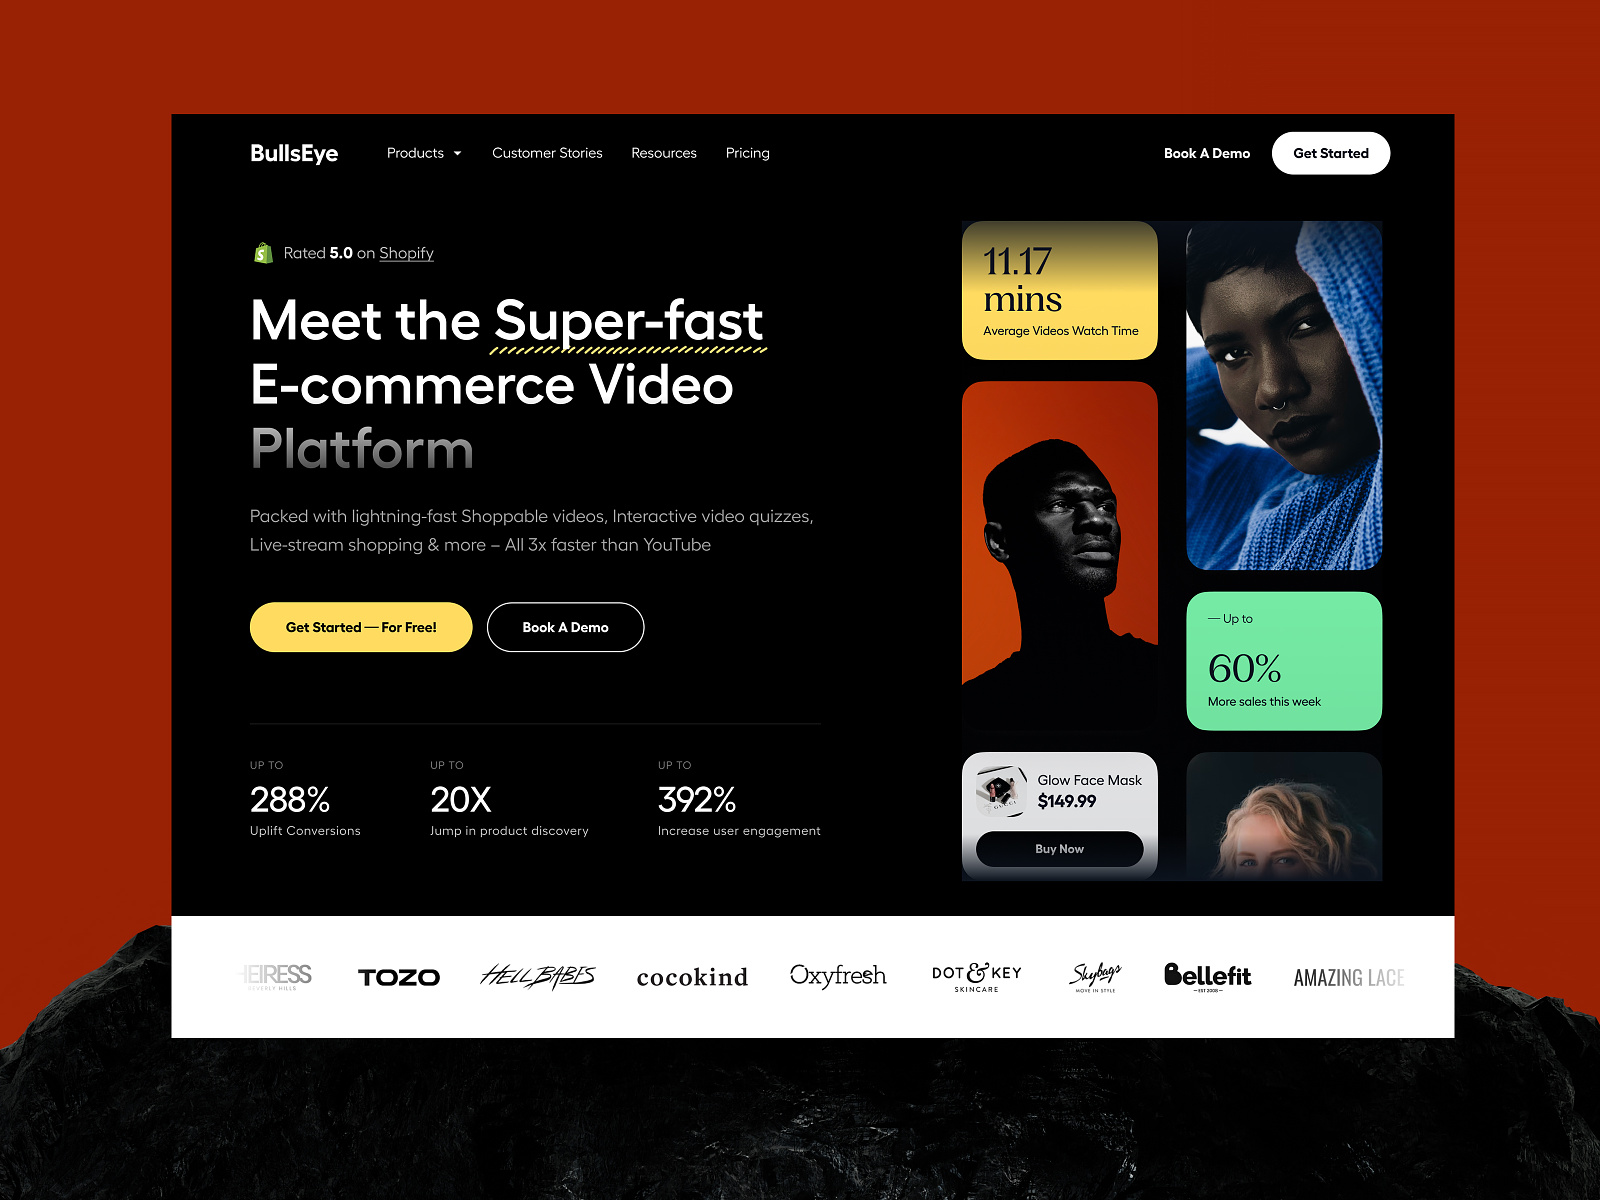 BullsEye
Products
Customer Stories
Resources
Pricing
Book A Demo
Get Started
Rated 5.0 on Shopify
Meet the Super-fast
E-commerce Video
Platform
Packed with lightning-fast Shoppable videos, Interactive video quizzes,
Live-stream shopping & more – All 3x faster than YouTube
Get Started — For Free!
Book A Demo
UP TO
288%
Uplift Conversions
UP TO
20X
Jump in product discovery
UP TO
392%
Increase user engagement
11.17
mins
Average Videos Watch Time
— Up to
60%
More sales this week
GUCCI
Glow Face Mask
$149.99
Buy Now
HEIRESS
BEVERLY HILLS
TOZO
HELL BABES
cocokind
Oxyfresh
DOT & KEY
SKINCARE
Skybags
MOVE IN STYLE
Bellefit
— EST 2008 —
AMAZING LACE